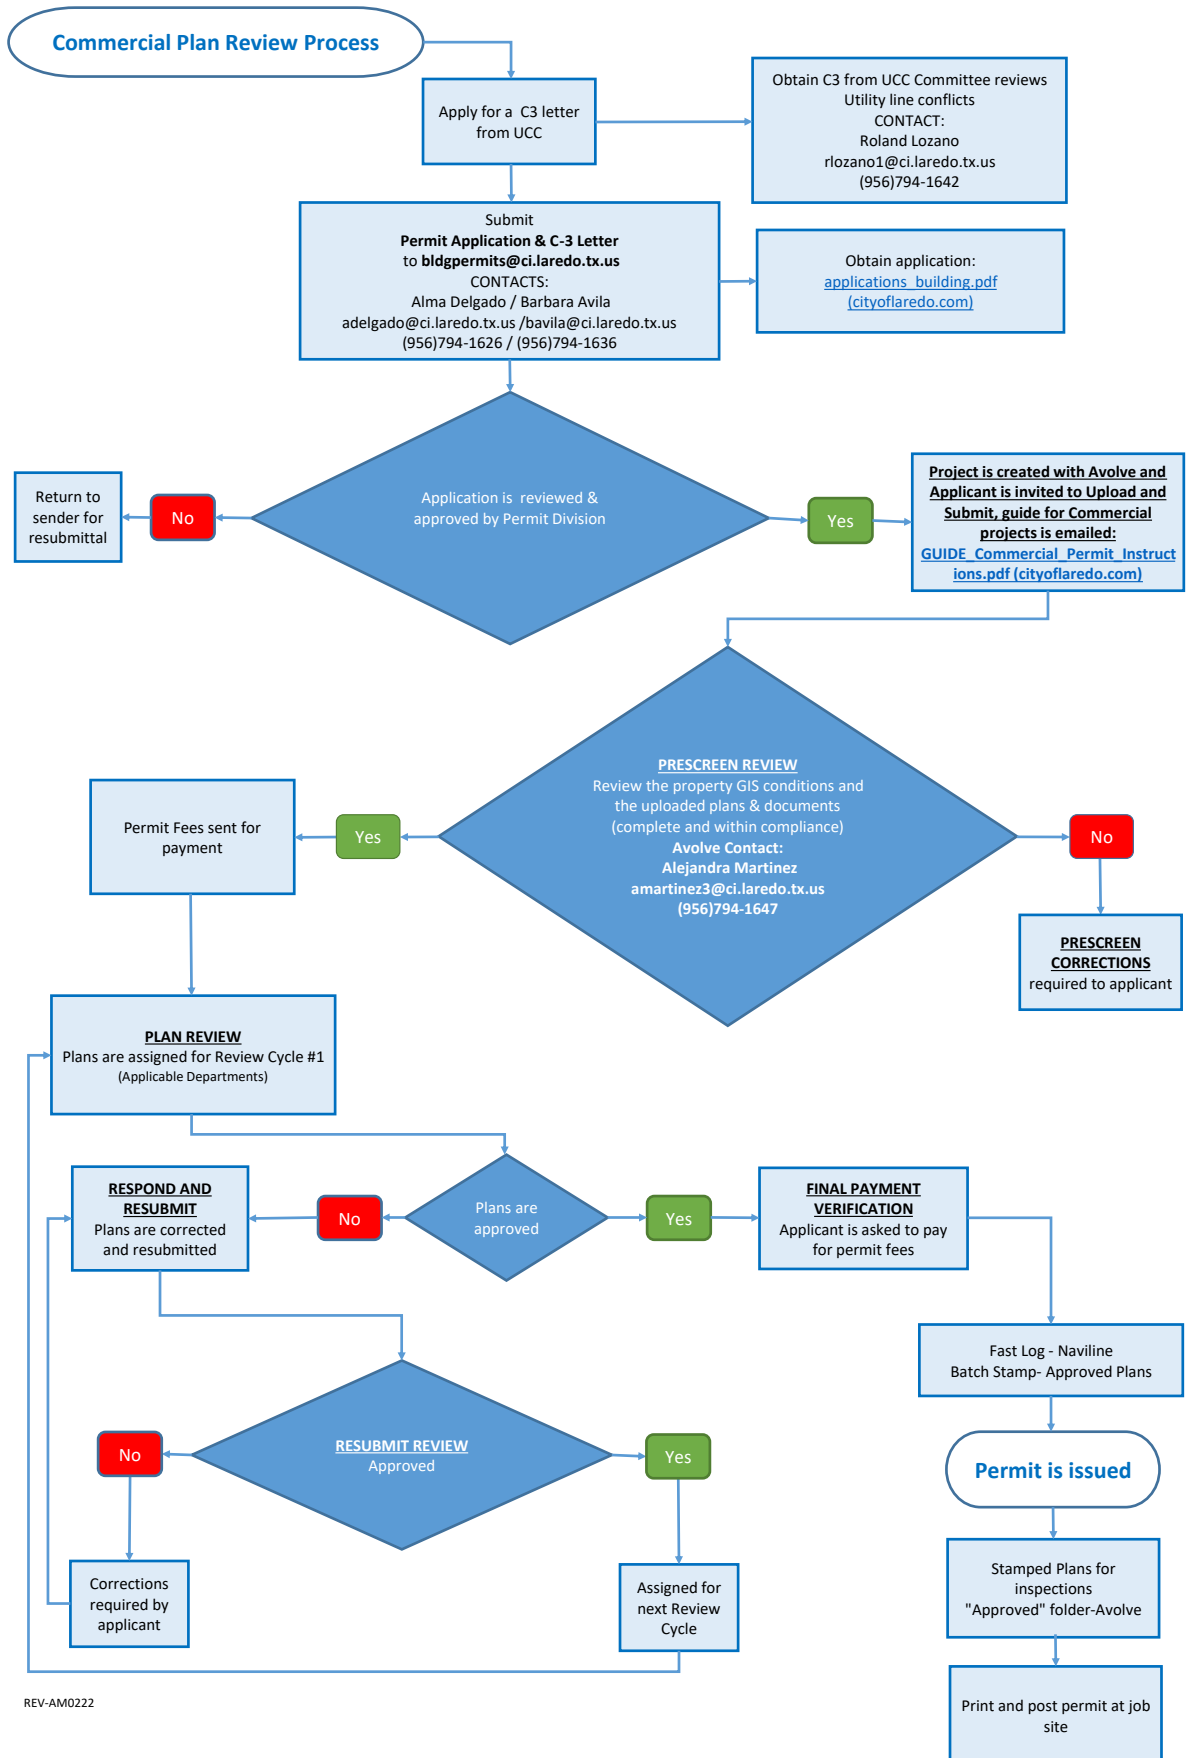 Commercial Plan Review Process
Apply for a  C3 letter
from UCC
Obtain C3 from UCC Committee reviews
Utility line conflicts
CONTACT:
Roland Lozano
rlozano1@ci.laredo.tx.us
(956)794-1642
Submit
Permit Application & C-3 Letter
to bldgpermits@ci.laredo.tx.us
CONTACTS:
Alma Delgado / Barbara Avila
adelgado@ci.laredo.tx.us /bavila@ci.laredo.tx.us
(956)794-1626 / (956)794-1636
Obtain application:
applications_building.pdf
(cityoflaredo.com)
Application is  reviewed &
approved by Permit Division
No
Return to
sender for
resubmittal
Yes
Project is created with Avolve and
Applicant is invited to Upload and
Submit, guide for Commercial
projects is emailed:
GUIDE_Commercial_Permit_Instruct
ions.pdf (cityoflaredo.com)
PRESCREEN REVIEW
Review the property GIS conditions and
the uploaded plans & documents
(complete and within compliance)
Avolve Contact:
Alejandra Martinez
amartinez3@ci.laredo.tx.us
(956)794-1647
Yes
Permit Fees sent for
payment
No
PRESCREEN
CORRECTIONS
required to applicant
PLAN REVIEW
Plans are assigned for Review Cycle #1
(Applicable Departments)
Plans are
approved
No
RESPOND AND
RESUBMIT
Plans are corrected
and resubmitted
Yes
FINAL PAYMENT
VERIFICATION
Applicant is asked to pay
for permit fees
Fast Log - Naviline
Batch Stamp- Approved Plans
RESUBMIT REVIEW
Approved
No
Corrections
required by
applicant
Yes
Assigned for
next Review
Cycle
Permit is issued
Stamped Plans for
inspections
"Approved" folder-Avolve
Print and post permit at job
site
REV-AM0222